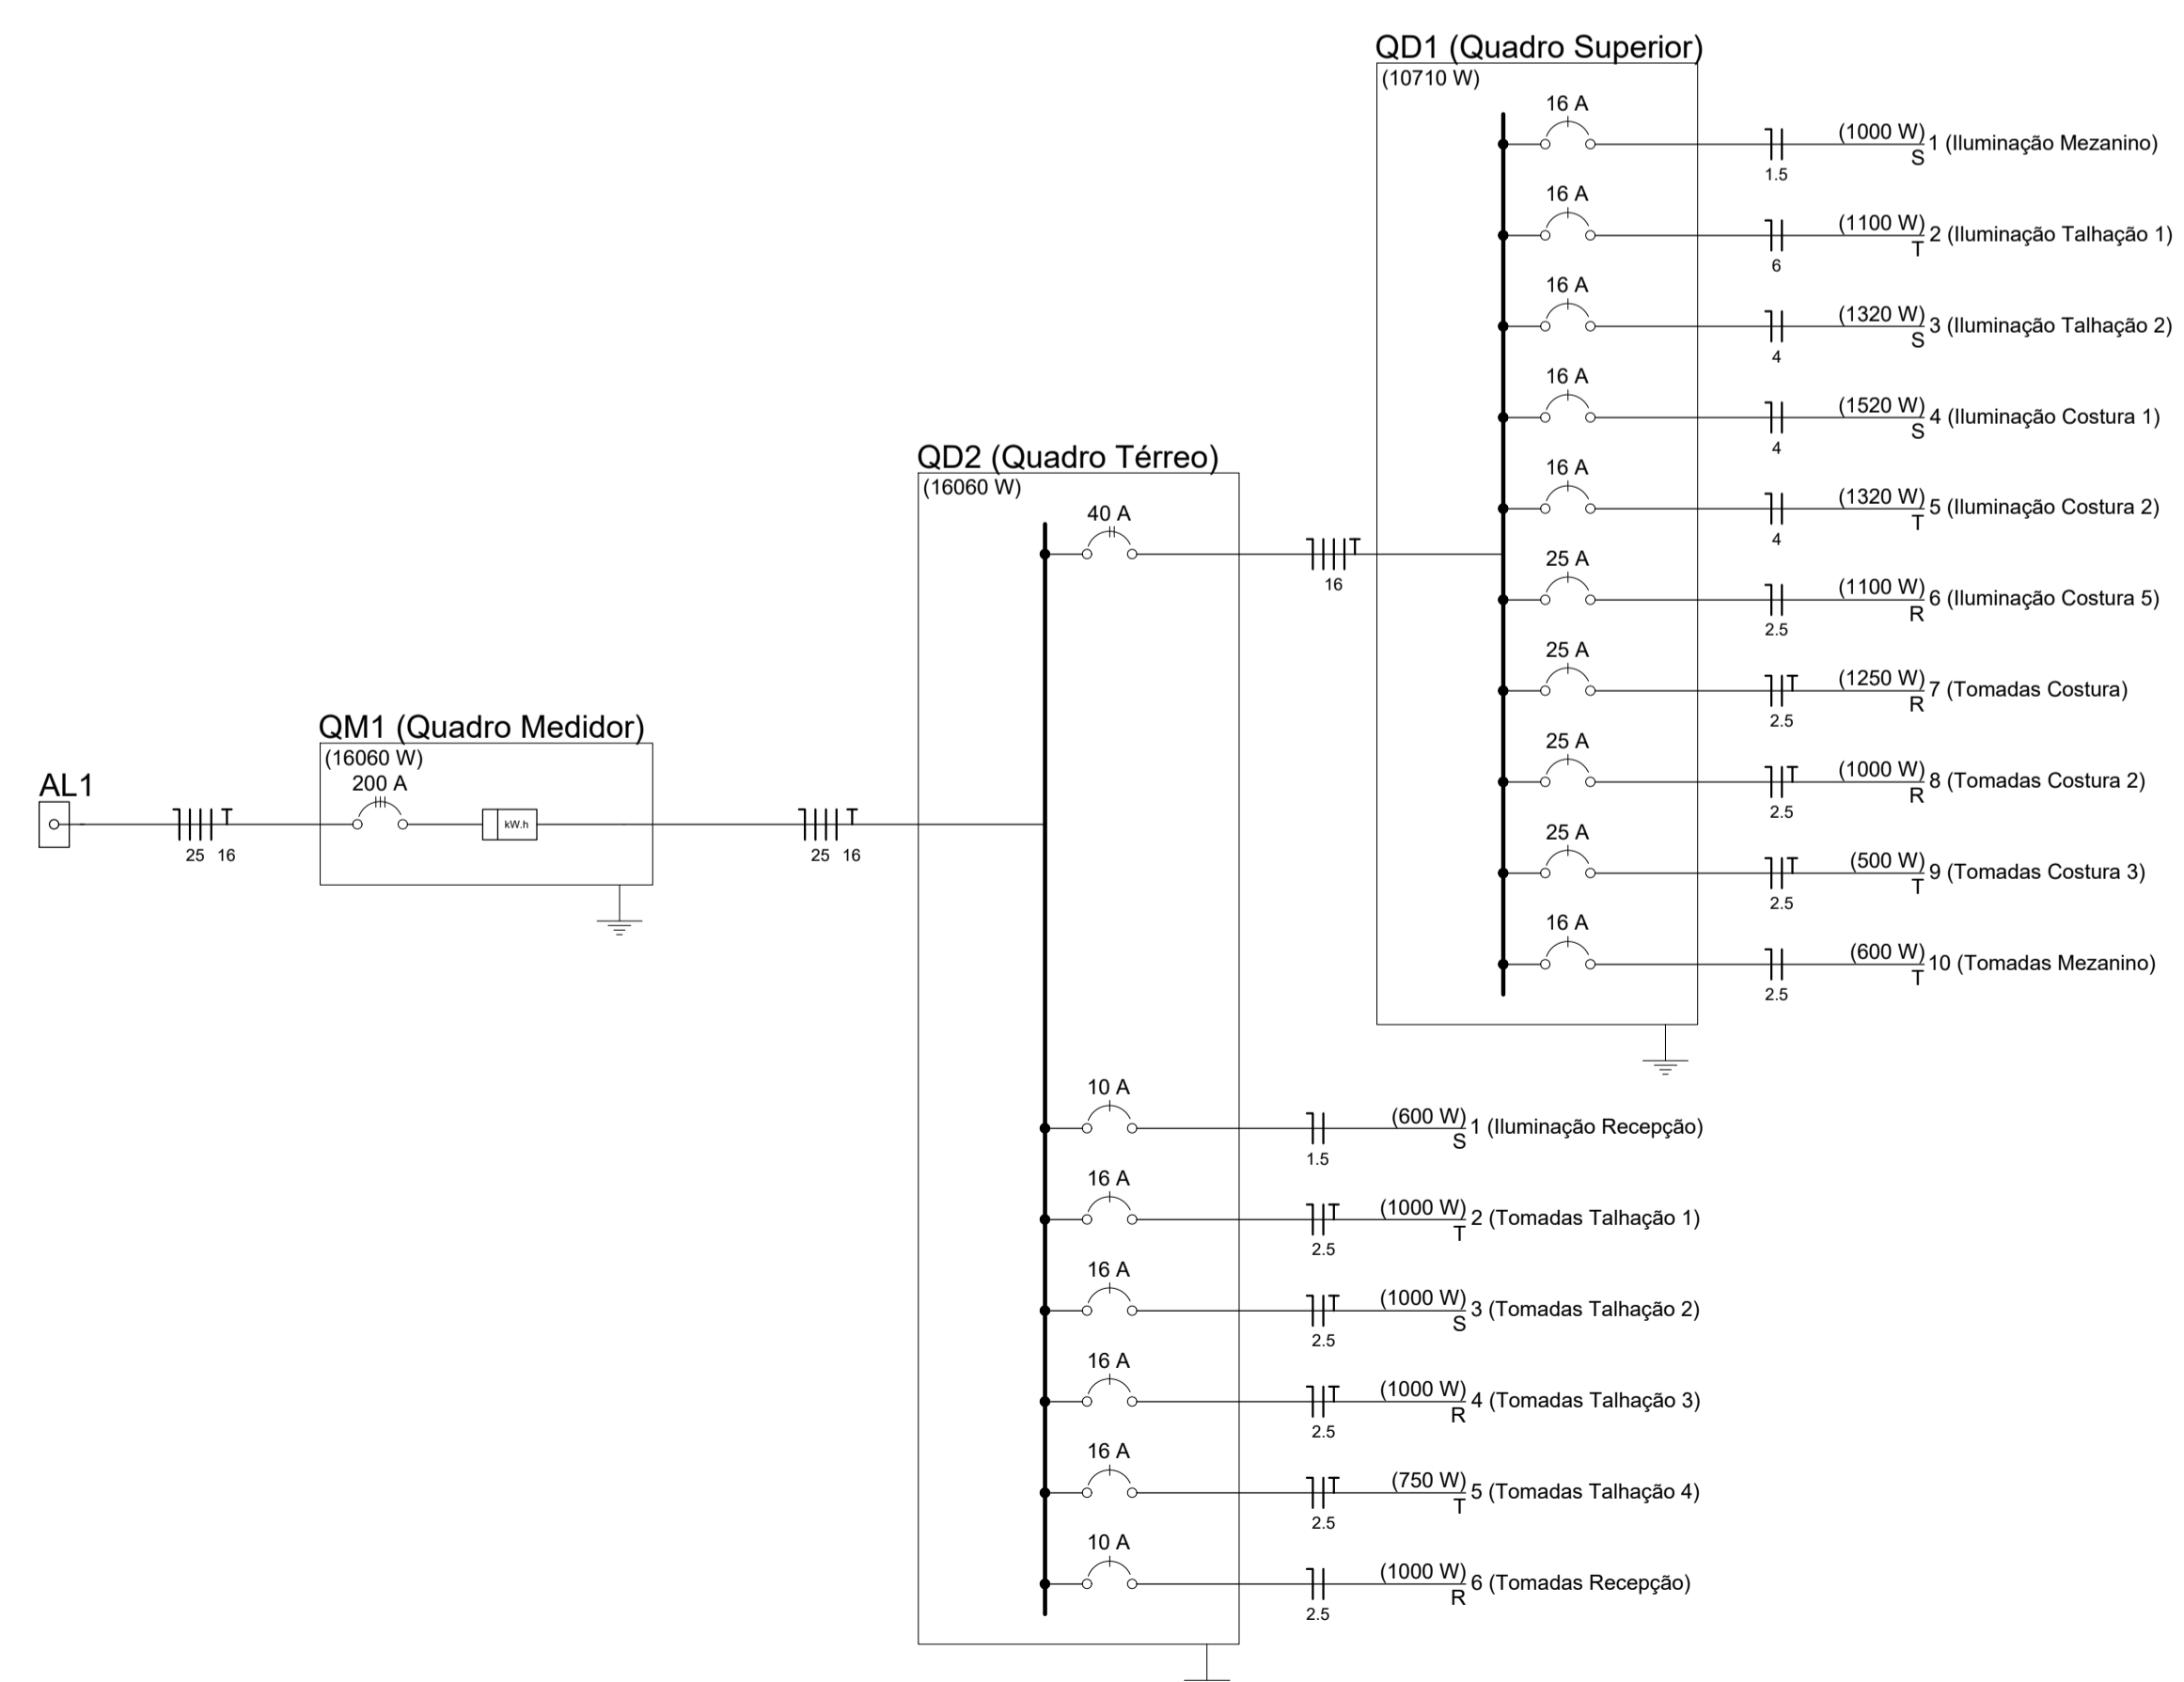 QD1 (Quadro Superior)
(10710 W)
16 A
(1000 W) 1 (Iluminação Mezanino)
S
1.5
16 A
(1100 W) 2 (Iluminação Talhação 1)
T
6
16 A
(1320 W) 3 (Iluminação Talhação 2)
S
4
16 A
(1520 W) 4 (Iluminação Costura 1)
S
4
16 A
(1320 W) 5 (Iluminação Costura 2)
T
4
25 A
(1100 W) 6 (Iluminação Costura 5)
R
2.5
25 A
(1250 W) 7 (Tomadas Costura)
T
R
2.5
25 A
(1000 W) 8 (Tomadas Costura 2)
T
R
2.5
25 A
(500 W) 9 (Tomadas Costura 3)
T
T
2.5
16 A
(600 W) 10 (Tomadas Mezanino)
T
2.5
QD2 (Quadro Térreo)
(16060 W)
40 A
T
16
10 A
(600 W) 1 (Iluminação Recepção)
S
1.5
16 A
(1000 W) 2 (Tomadas Talhação 1)
T
T
2.5
16 A
(1000 W) 3 (Tomadas Talhação 2)
T
S
2.5
16 A
(1000 W) 4 (Tomadas Talhação 3)
T
R
2.5
16 A
(750 W) 5 (Tomadas Talhação 4)
T
T
2.5
10 A
(1000 W) 6 (Tomadas Recepção)
R
2.5
QM1 (Quadro Medidor)
(16060 W)
200 A
kW.h
AL1
T
25 16
T
25 16